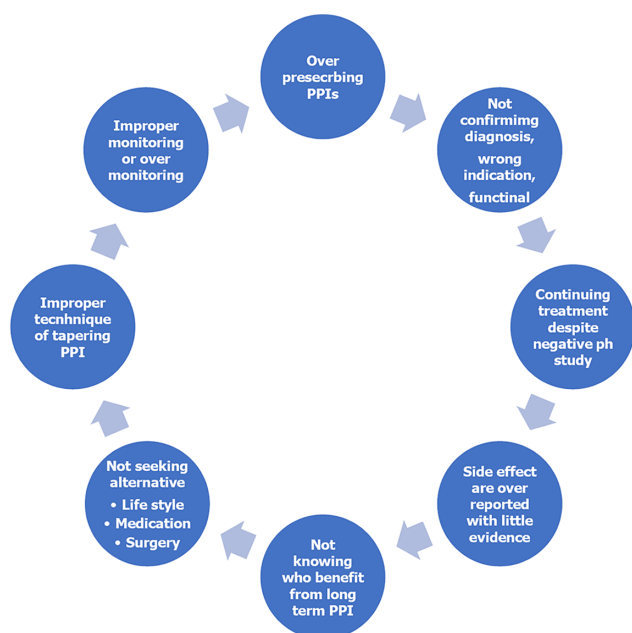 Over
presecrbing
PPIs
Not
confirmimg
diagnosis,
wrong
indication,
functinal
Continuing
treatment
despite
negative ph
study
Side effect
are over
reported
with little
evidence
Not
knowing
who benefit
from long
term PPI
Not seeking
alternative
• Life style
• Medication
• Surgery
Improper
tecnhnique
of tapering
PPI
Improper
monitoring
or over
monitoring